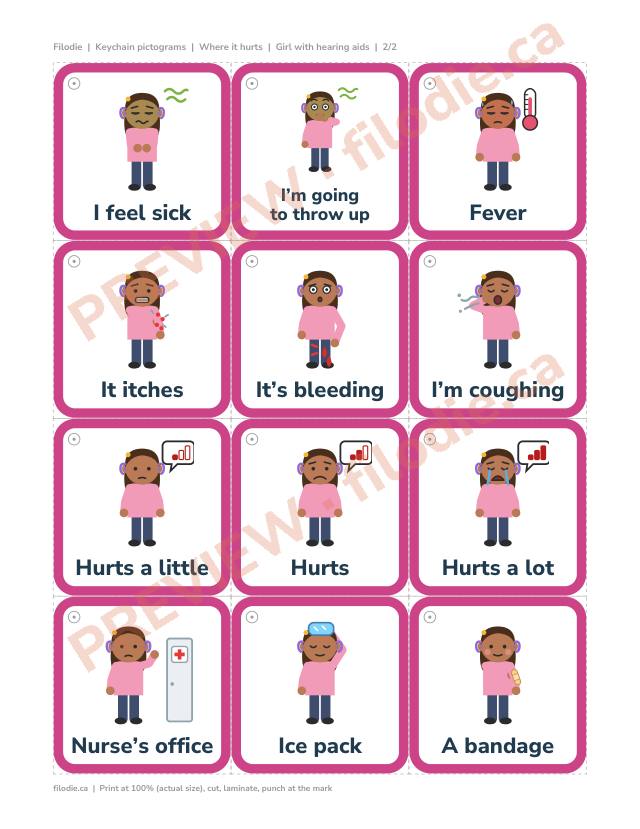 Filodie | Keychain pictograms | Where it hurts | Girl with hearing aids | 2/2
I feel sick
I'm going
to throw up
Fever
It itches
It's bleeding
I'm coughing
Hurts a little
Hurts
Hurts a lot
Nurse's office
Ice pack
A bandage
PREVIEW · filodie.ca
PREVIEW · filodie.ca
filodie.ca | Print at 100% (actual size), cut, laminate, punch at the mark